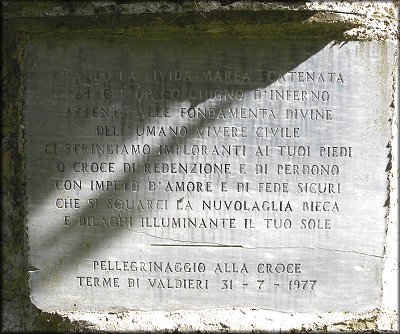 QUANDO LA LIVIDA MAREA SCATENATA
SOTTO L'OPACO GHIGNO D'INFERNO
ATTENTA ALLE FONDAMENTA DIVINE
DELL'UMANO VIVERE CIVILE
CI STRINGIAMO IMPLORANTI AI TUOI PIEDI
O CROCE DI REDENZIONE E DI PERDONO
CON IMPETO D'AMORE E DI FEDE SICURI
CHE SI SQUARCI LA NUVOLAGLIA BIECA
E DILAGHI ILLUMINANTE IL TUO SOLE
PELLEGRINAGGIO ALLA CROCE
TERME DI VALDIERI 31 - 7 - 1977